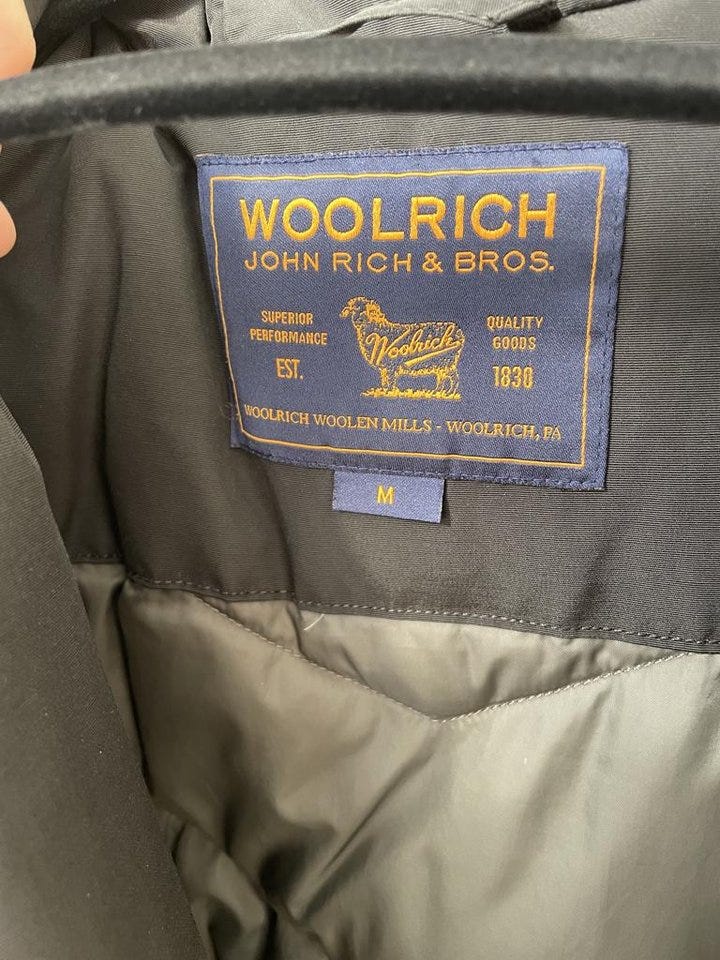 WOOLRICH
JOHN RICH & BROS.
SUPERIOR
PERFORMANCE
EST.
Woolrich
QUALITY
GOODS
1830
WOOLRICH WOOLEN MILLS - WOOLRICH, PA
M